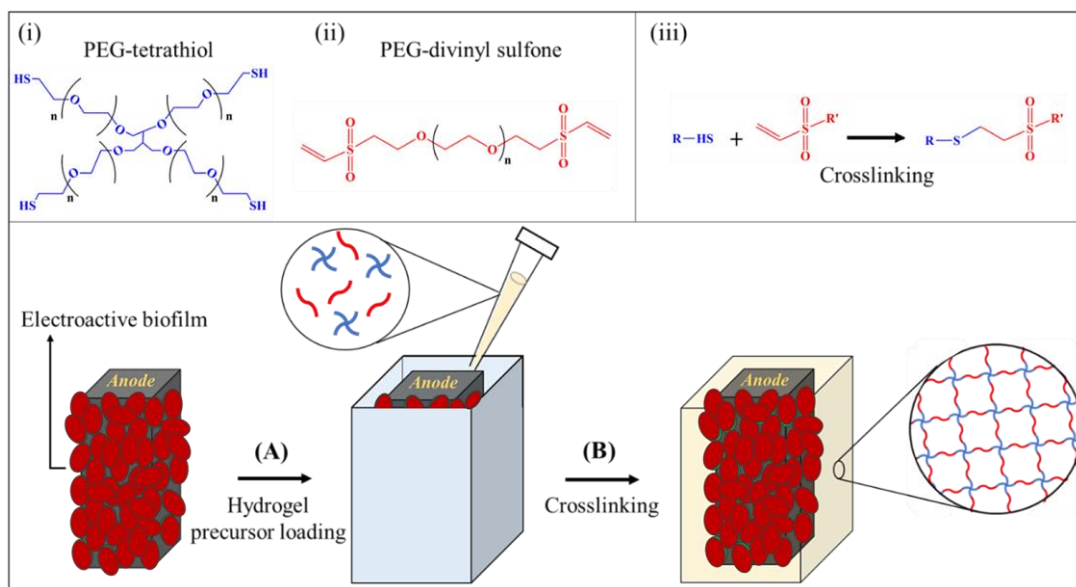 (i)
PEG-tetrathiol
HS
SH
O
O
n
n
O
O
O
O
n
n
O
O
HS
SH
(ii)
PEG-divinyl sulfone
O
O
S
O
O
n
S
O
O
(iii)
R-HS
+
O
S
R'
O
R
S
O
S
R'
O
Crosslinking
Electroactive biofilm
Anode
(A)
Hydrogel
precursor loading
Anode
(B)
Crosslinking
Anode